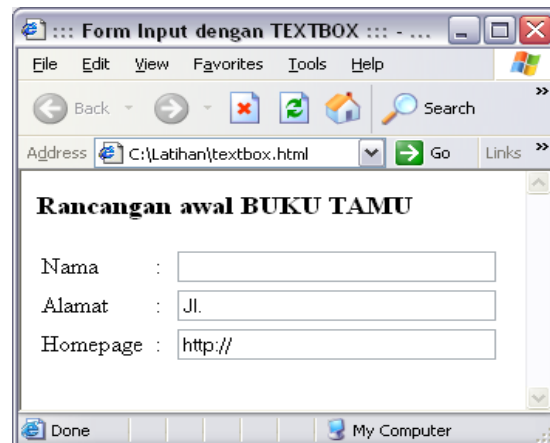 ::: Form Input dengan TEXTBOX ::: - ...
File Edit View Favorites Tools Help
Back Search »
Address C:\Latihan\textbox.html Go Links »
Rancangan awal BUKU TAMU
Nama :
Alamat : Jl.
Homepage : http://
Done My Computer